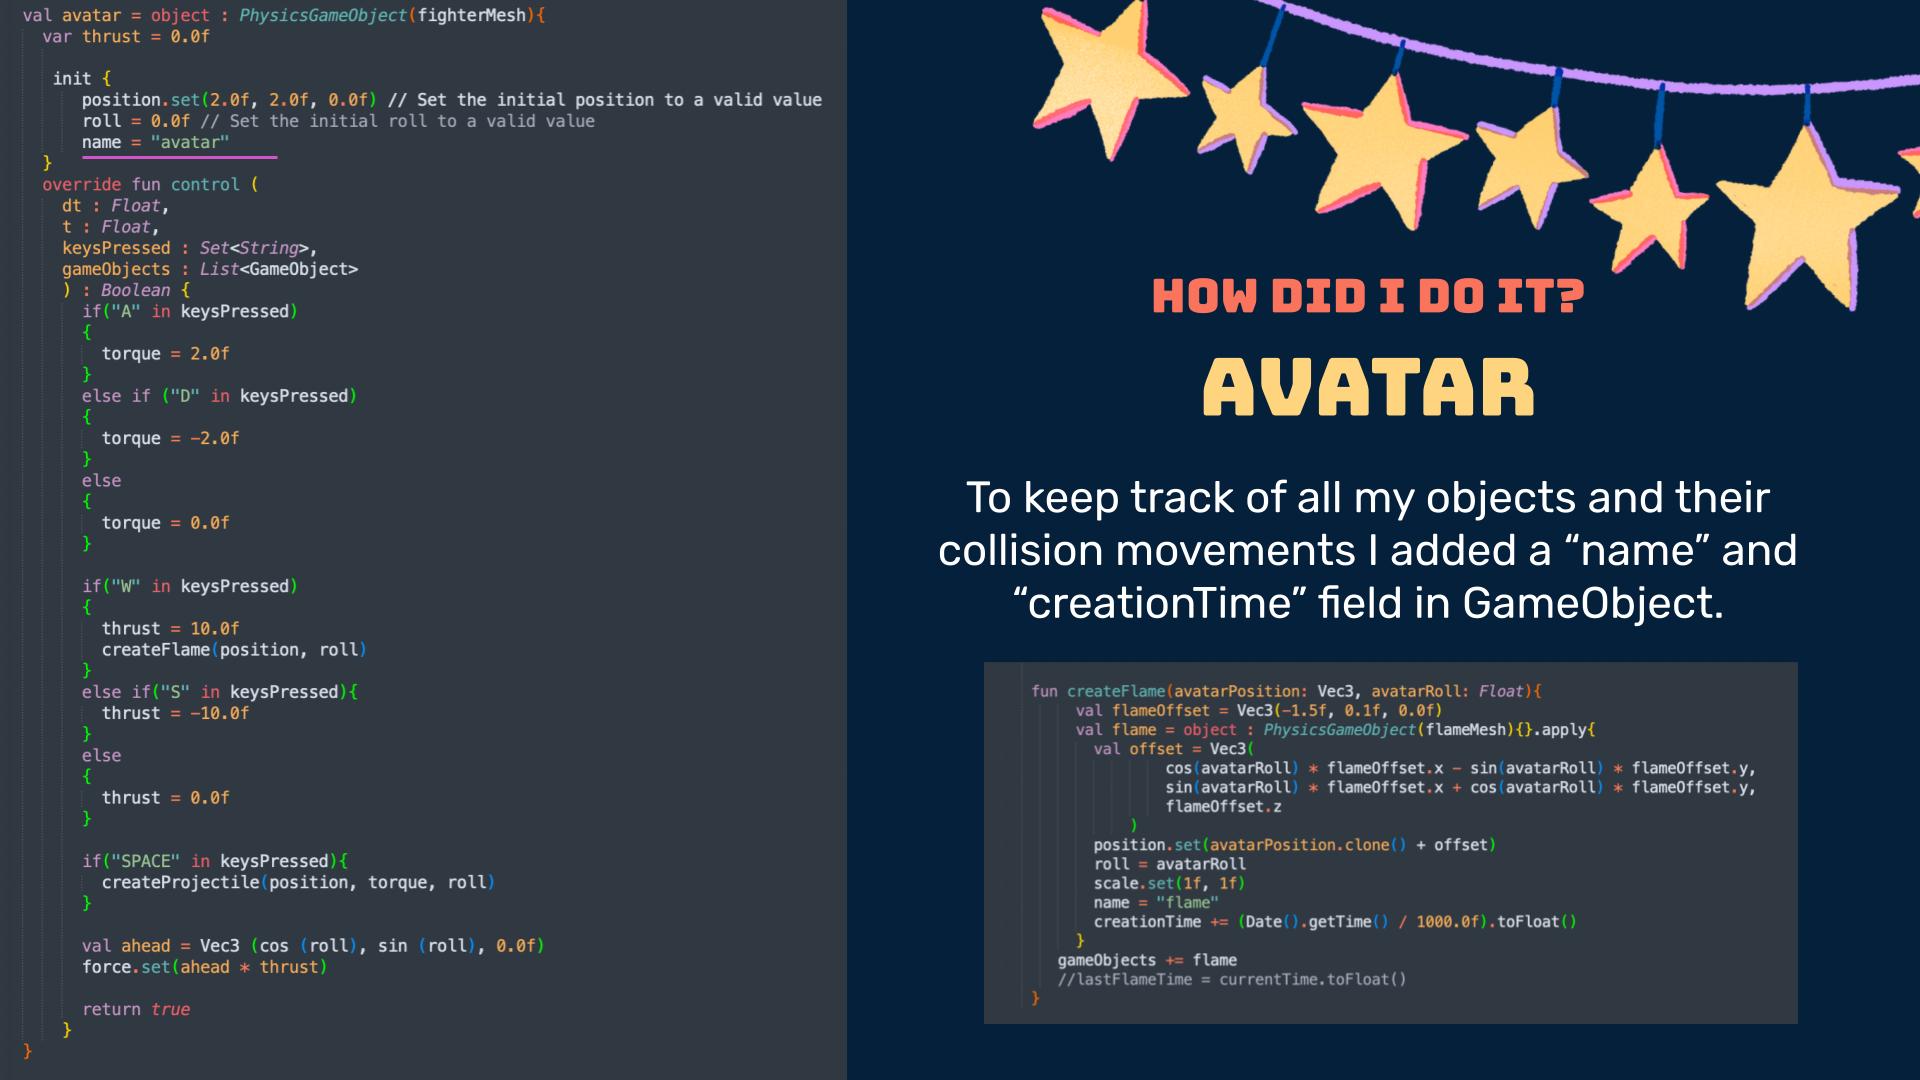 val avatar = object : PhysicsGameObject(fighterMesh){
var thrust = 0.0f
init {
position.set(2.0f, 2.0f, 0.0f) // Set the initial position to a valid value
roll = 0.0f // Set the initial roll to a valid value
name = "avatar"
}
override fun control (
dt : Float,
t : Float,
keysPressed : Set<String>,
gameObjects : List<GameObject>
) : Boolean {
if("A" in keysPressed)
{
torque = 2.0f
}
else if ("D" in keysPressed)
{
torque = -2.0f
}
else
{
torque = 0.0f
}
if("W" in keysPressed)
{
thrust = 10.0f
createFlame(position, roll)
}
else if("S" in keysPressed){
thrust = -10.0f
}
else
{
thrust = 0.0f
}
if("SPACE" in keysPressed){
createProjectile(position, torque, roll)
}
val ahead = Vec3 (cos (roll), sin (roll), 0.0f)
force.set(ahead * thrust)
return true
}
}
HOW DID I DO IT?
AVATAR
To keep track of all my objects and their
collision movements I added a “name” and
“creationTime” field in GameObject.
fun createFlame(avatarPosition: Vec3, avatarRoll: Float){
val flameOffset = Vec3(-1.5f, 0.1f, 0.0f)
val flame = object : PhysicsGameObject(flameMesh){}.apply{
val offset = Vec3(
cos(avatarRoll) * flameOffset.x - sin(avatarRoll) * flameOffset.y,
sin(avatarRoll) * flameOffset.x + cos(avatarRoll) * flameOffset.y,
flameOffset.z
)
position.set(avatarPosition.clone() + offset)
roll = avatarRoll
scale.set(1f, 1f)
name = "flame"
creationTime += (Date().getTime() / 1000.0f).toFloat()
}
gameObjects += flame
//lastFlameTime = currentTime.toFloat()
}